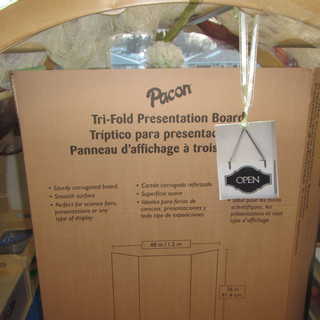 Pacon
Tri-Fold Presentation Board
Tríptico para presentac
Panneau d'affichage à trois
• Sturdy corrugated board
• Smooth surface
• Perfect for science fairs,
presentations or any
type of display
• Cartón corrugado reforzado
• Superficie suave
• Ideales para ferias de
ciencias, presentaciones y
todo tipo de exposiciones
• Idéal pour les foires
scientifiques, les
présentations et tout
type d'affichage
OPEN
48 in / 1.2 m
36 in
91.4 cm